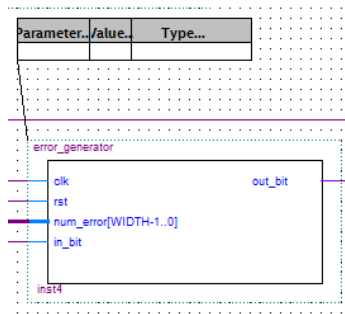 Parameter.. Value.. Type...
error_generator
clk out_bit
rst
num_error[WIDTH-1..0]
in_bit
inst4